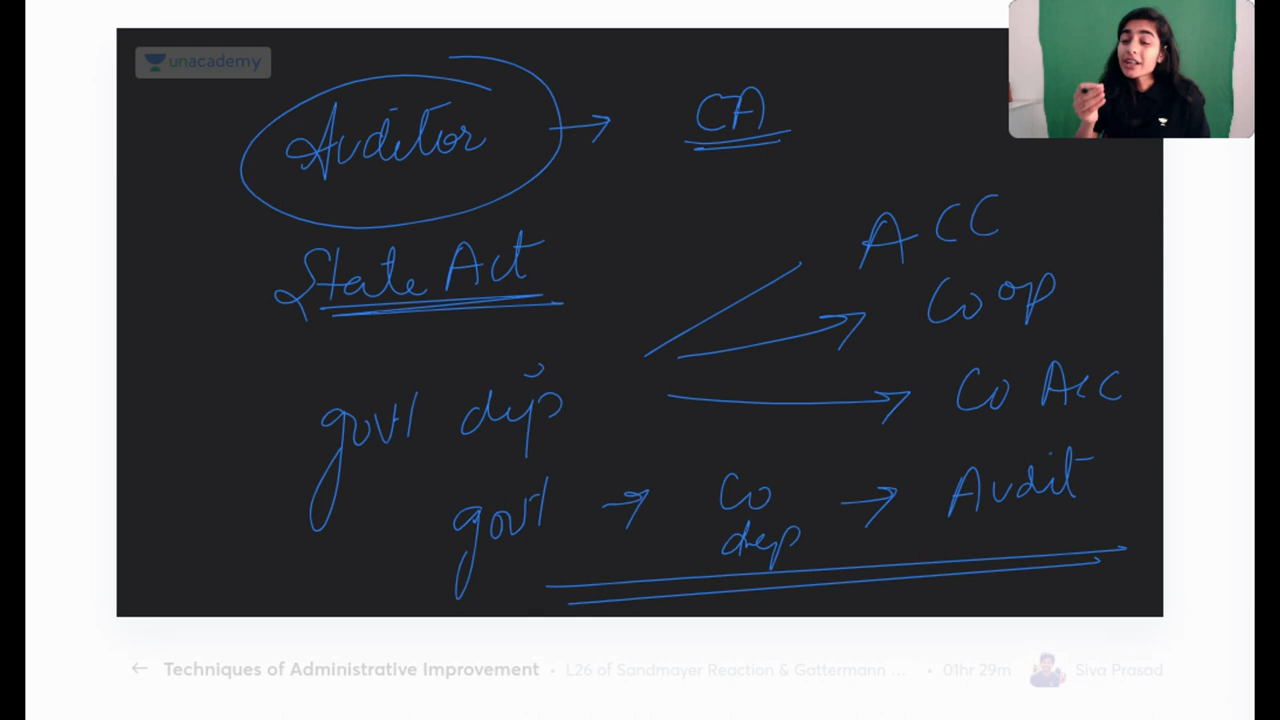 unacademy
Auditor → CA
State Act
ACC
Co op
govt dep → Co Acc
govt → Co dep → Audit
← Techniques of Administrative Improvement • L26 of Sandmayer Reaction & Gattermann ... • 01hr 29m Siva Prasad